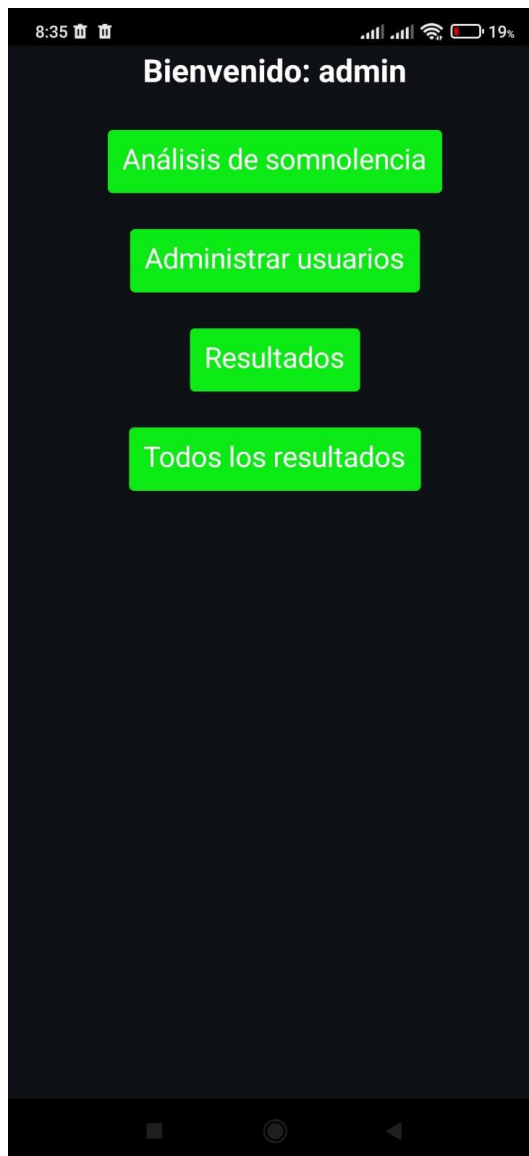 8:35 19%
Bienvenido: admin
Análisis de somnolencia
Administrar usuarios
Resultados
Todos los resultados